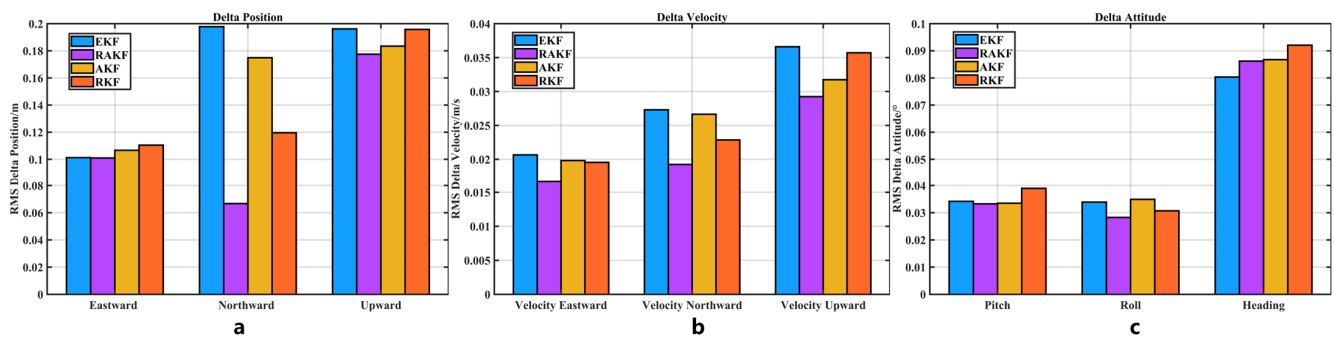 Delta Position
RMS Delta Position/m
0.2
0.18
0.16
0.14
0.12
0.1
0.08
0.06
0.04
0.02
0
EKF
RAKF
AKF
RKF
Eastward Northward Upward
a
Delta Velocity
RMS Delta Velocity/m/s
0.04
0.035
0.03
0.025
0.02
0.015
0.01
0.005
0
EKF
RAKF
AKF
RKF
Velocity Eastward Velocity Northward Velocity Upward
b
Delta Attitude
RMS Delta Attitude/°
0.1
0.09
0.08
0.07
0.06
0.05
0.04
0.03
0.02
0.01
0
EKF
RAKF
AKF
RKF
Pitch Roll Heading
c